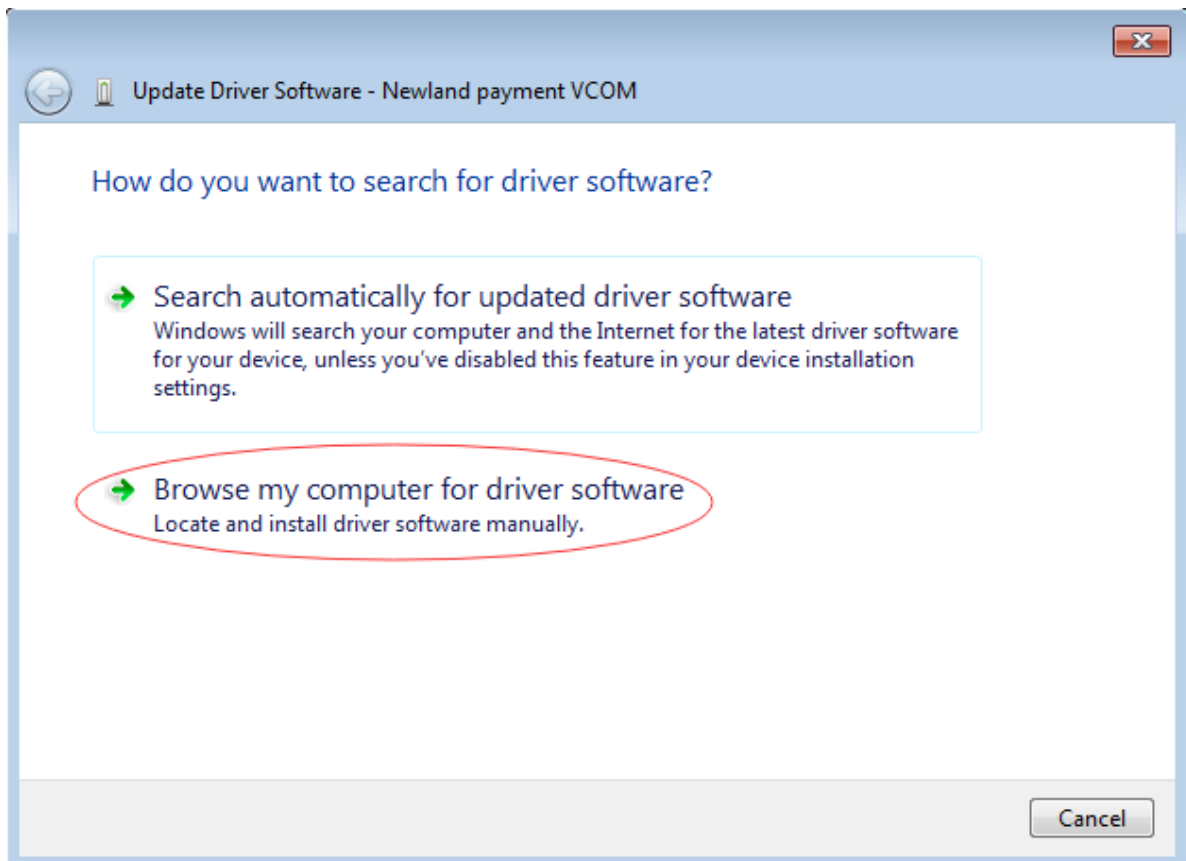 Update Driver Software - Newland payment VCOM
How do you want to search for driver software?
Search automatically for updated driver software
Windows will search your computer and the Internet for the latest driver software
for your device, unless you've disabled this feature in your device installation
settings.
Browse my computer for driver software
Locate and install driver software manually.
Cancel